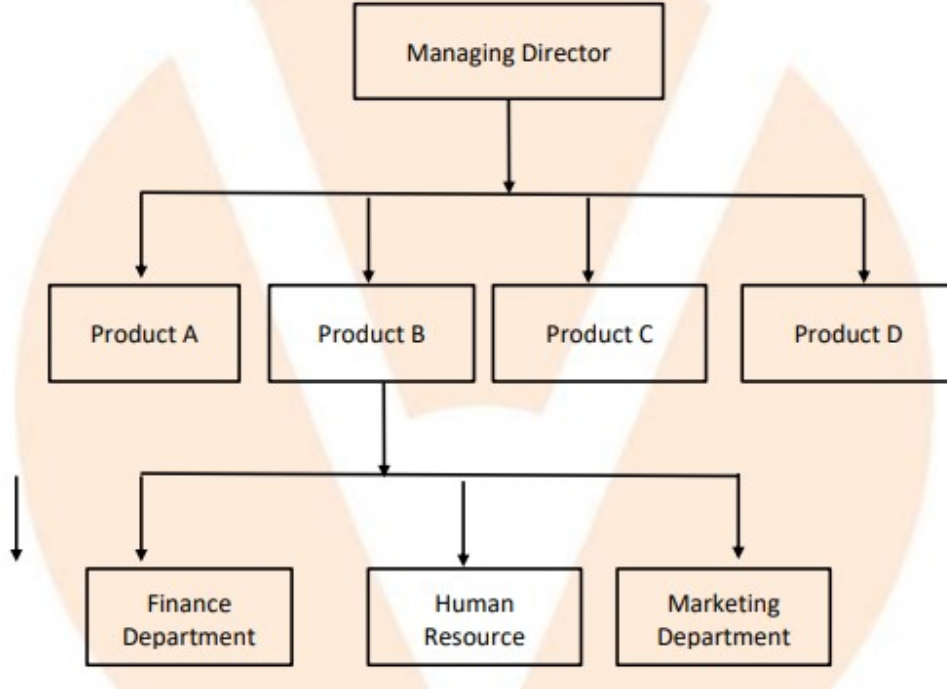 Managing Director
Product A
Product B
Product C
Product D
Finance
Department
Human
Resource
Marketing
Department